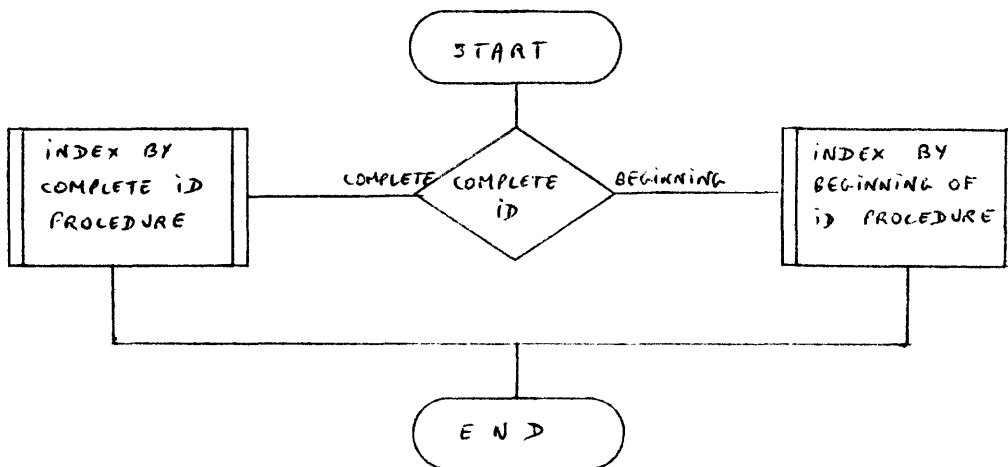 START
INDEX BY
COMPLETE ID
PROCEDURE
COMPLETE
COMPLETE
ID
BEGINNING
INDEX BY
BEGINNING OF
ID PROCEDURE
END